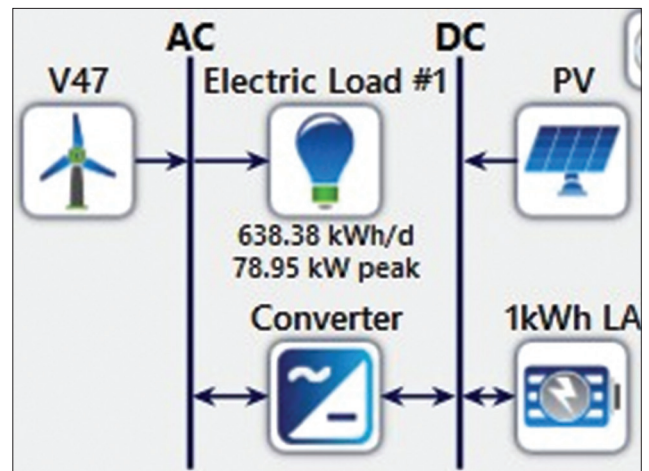 AC
DC
V47
Electric Load #1
PV
638.38 kWh/d
78.95 kW peak
Converter
1kWh LA